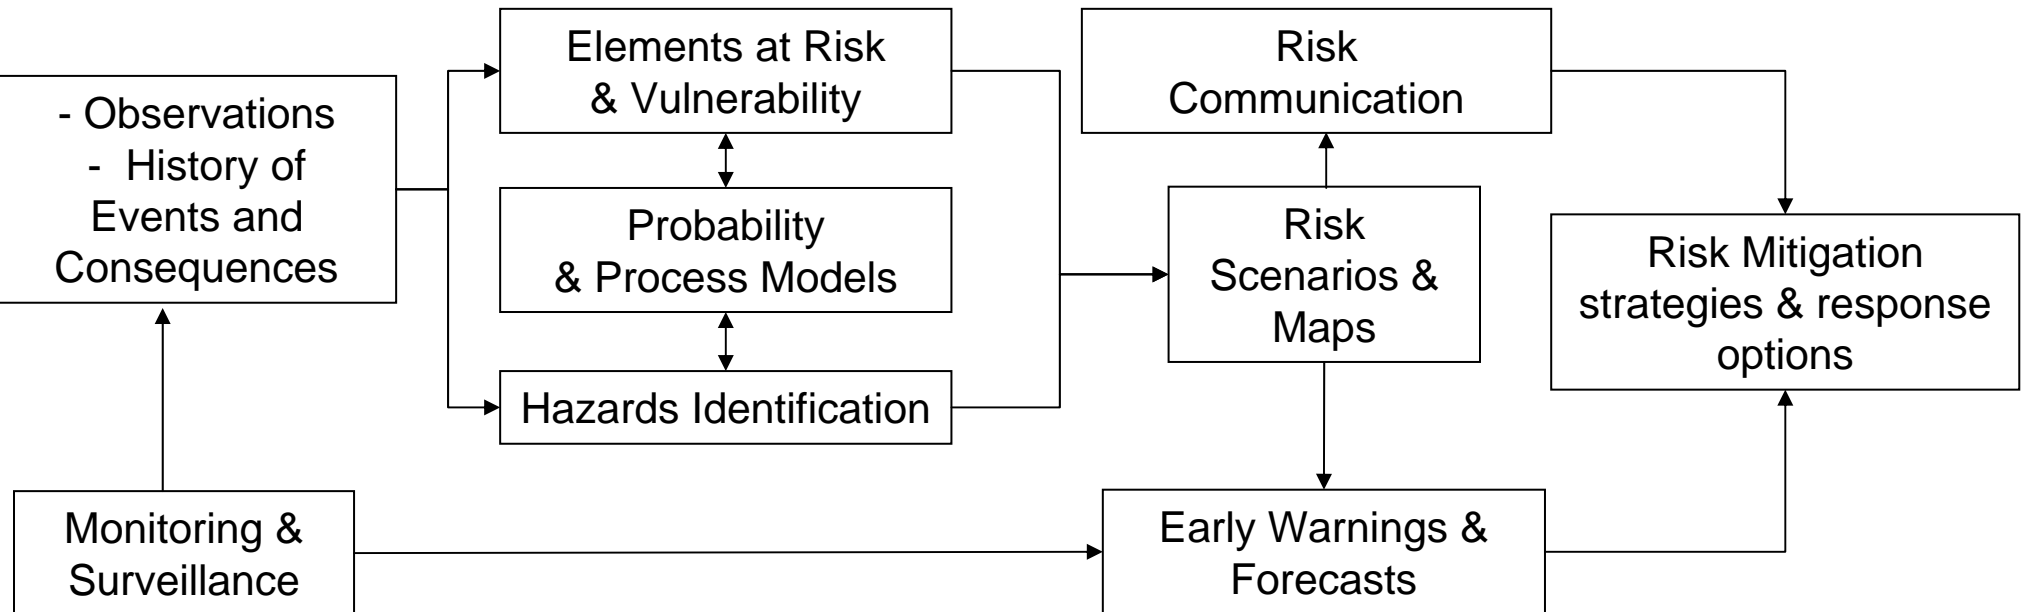 - Observations
- History of
Events and
Consequences
Elements at Risk
& Vulnerability
Probability
& Process Models
Hazards Identification
Risk
Communication
Risk
Scenarios &
Maps
Risk Mitigation
strategies & response
options
Monitoring &
Surveillance
Early Warnings &
Forecasts